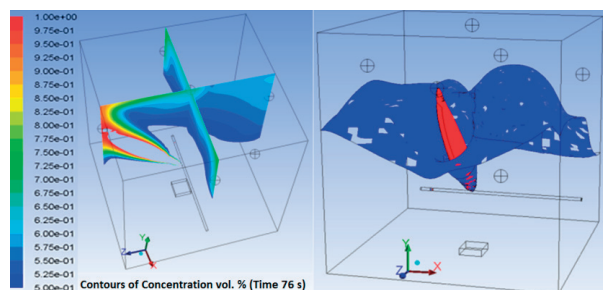 1.00e+00
9.75e-01
9.50e-01
9.25e-01
9.00e-01
8.75e-01
8.50e-01
8.25e-01
8.00e-01
7.75e-01
7.50e-01
7.25e-01
7.00e-01
6.75e-01
6.50e-01
6.25e-01
6.00e-01
5.75e-01
5.50e-01
5.25e-01
5.00e-01
Y
Z
X
Contours of Concentration vol. % (Time 76 s)
Y
Z
X